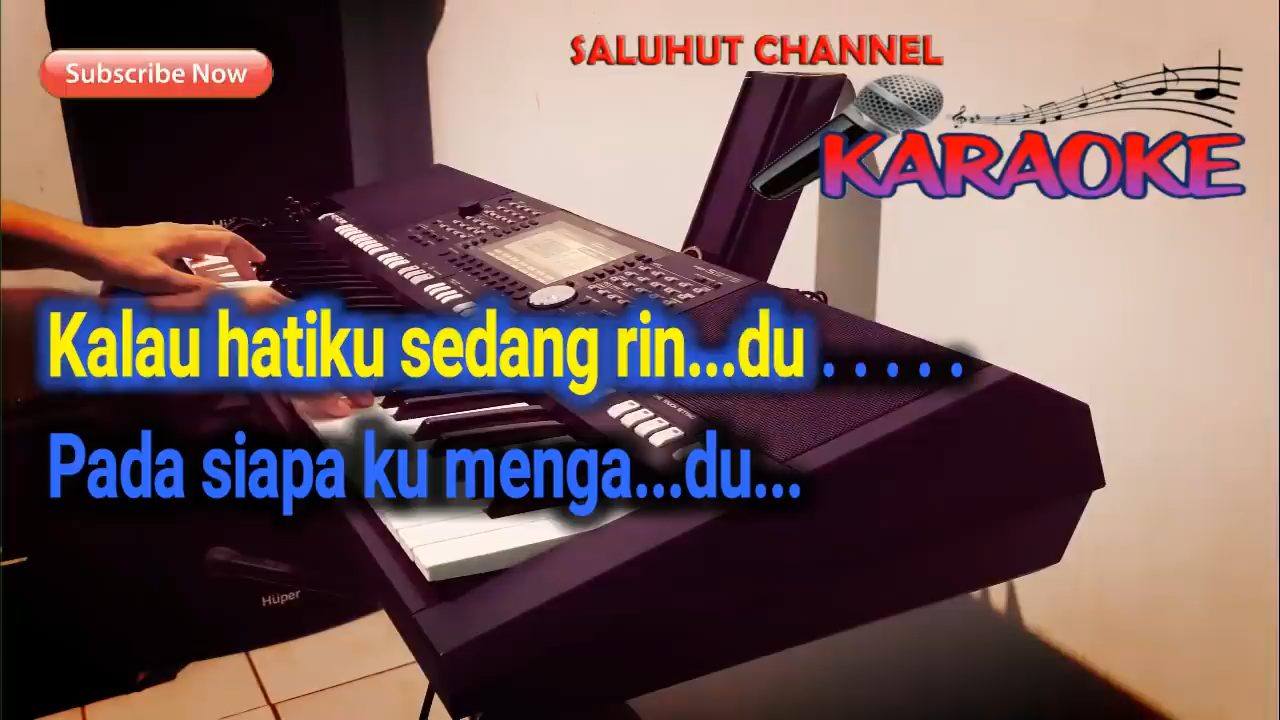 Subscribe Now
SALUHUT CHANNEL
KARAOKE
Kalau hatiku sedang rin...du . . . . .
Pada siapa ku menga...du...
Hüper